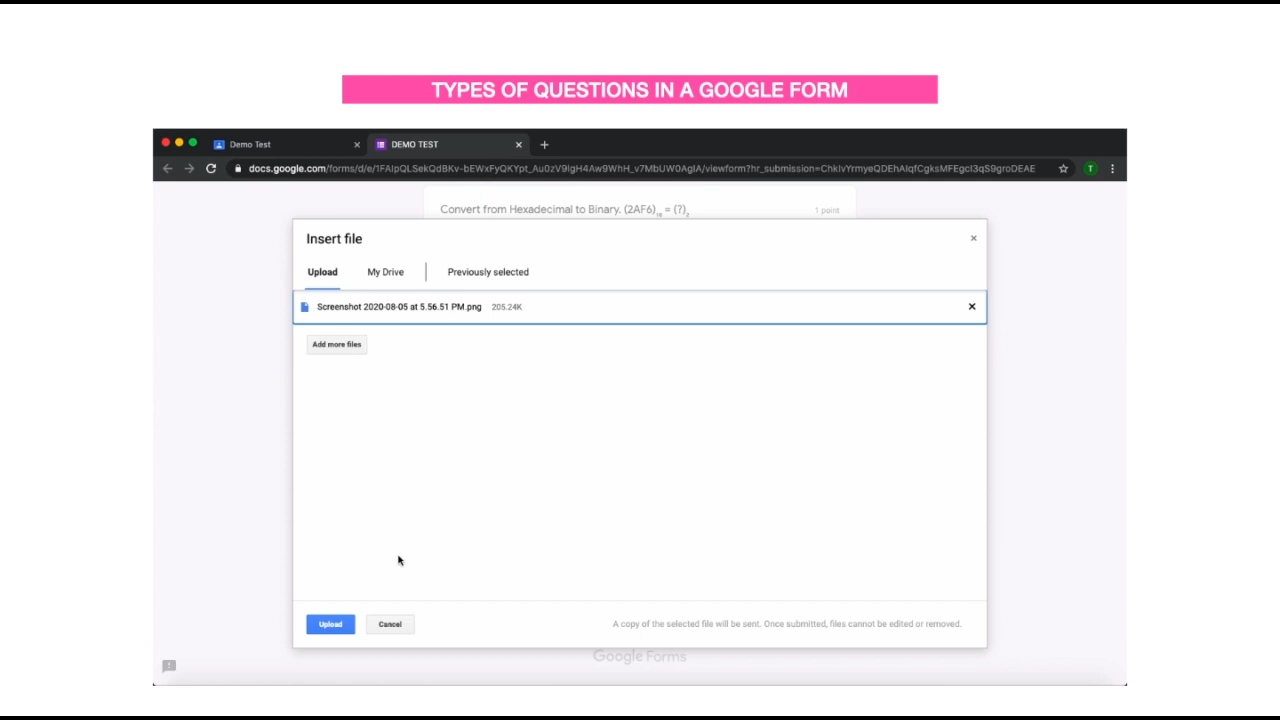 TYPES OF QUESTIONS IN A GOOGLE FORM
Demo Test
DEMO TEST
docs.google.com/forms/d/e/1FAIpQLSekQdBKv-bEWxFyQKYpt_Au0zV9IgH4Aw9WhH_v7MbUW0AgIA/viewform?hr_submission=ChkIvYrmyeQDEhAIqfCgksMFEgcI3qS9groDEAE
T
Convert from Hexadecimal to Binary. (2AF6)₁₆ = (?)₂ 1 point
Insert file
Upload My Drive Previously selected
Screenshot 2020-08-05 at 5.56.51 PM.png 205.24K
Add more files
Upload Cancel A copy of the selected file will be sent. Once submitted, files cannot be edited or removed.
Google Forms